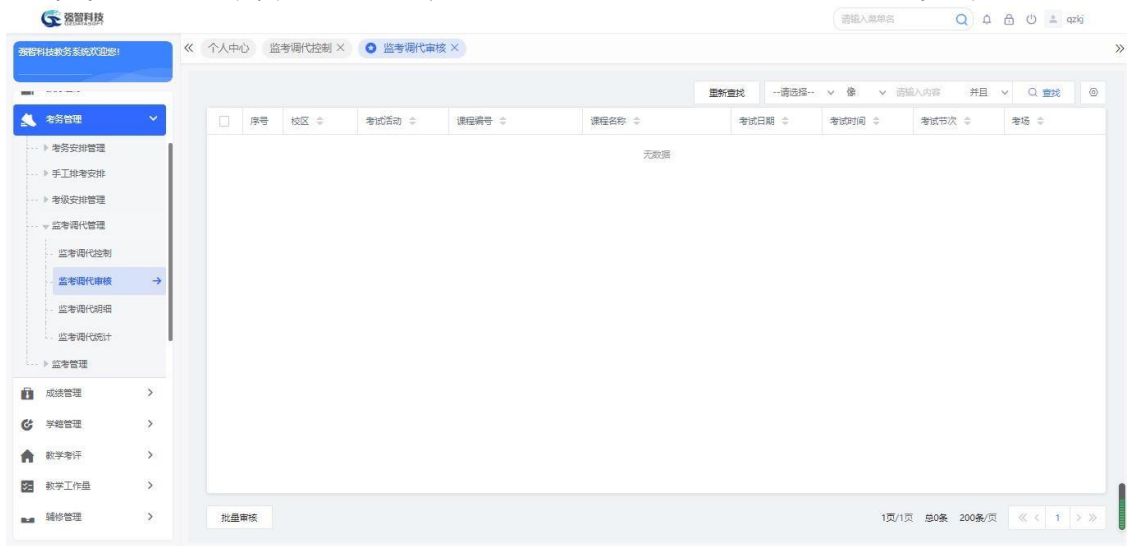 强智科技
请输入菜单名
qzkj
强智科技教务系统欢迎您!
个人中心 监考调代控制 × 监考调代审核 ×
重新查找 --请选择-- 像 请输入内容 并且 查找
考务管理
序号 校区 考试活动 课程编号 课程名称 考试日期 考试时间 考试节次 考场
无数据
考务安排管理
手工排考安排
考级安排管理
监考调代管理
监考调代控制
监考调代审核
监考调代明细
监考调代统计
监考管理
成绩管理
学籍管理
教学考评
教学工作量
辅修管理
批量审核
1页/1页 总0条 200条/页 1